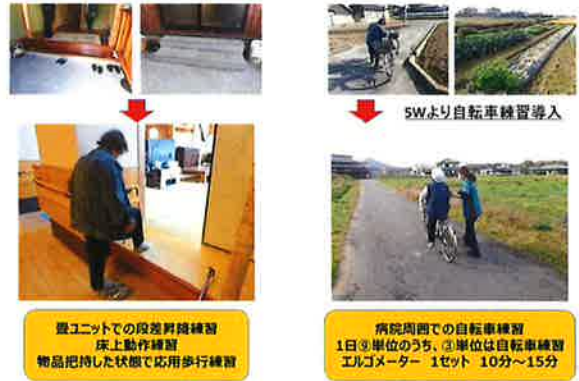 5Wより自転車練習導入
畳ユニットでの段差昇降練習
床上動作練習
物品把持した状態で応用歩行練習
病院周囲での自転車練習
1日⑨単位のうち、③単位は自転車練習
エルゴメーター 1セット 10分～15分